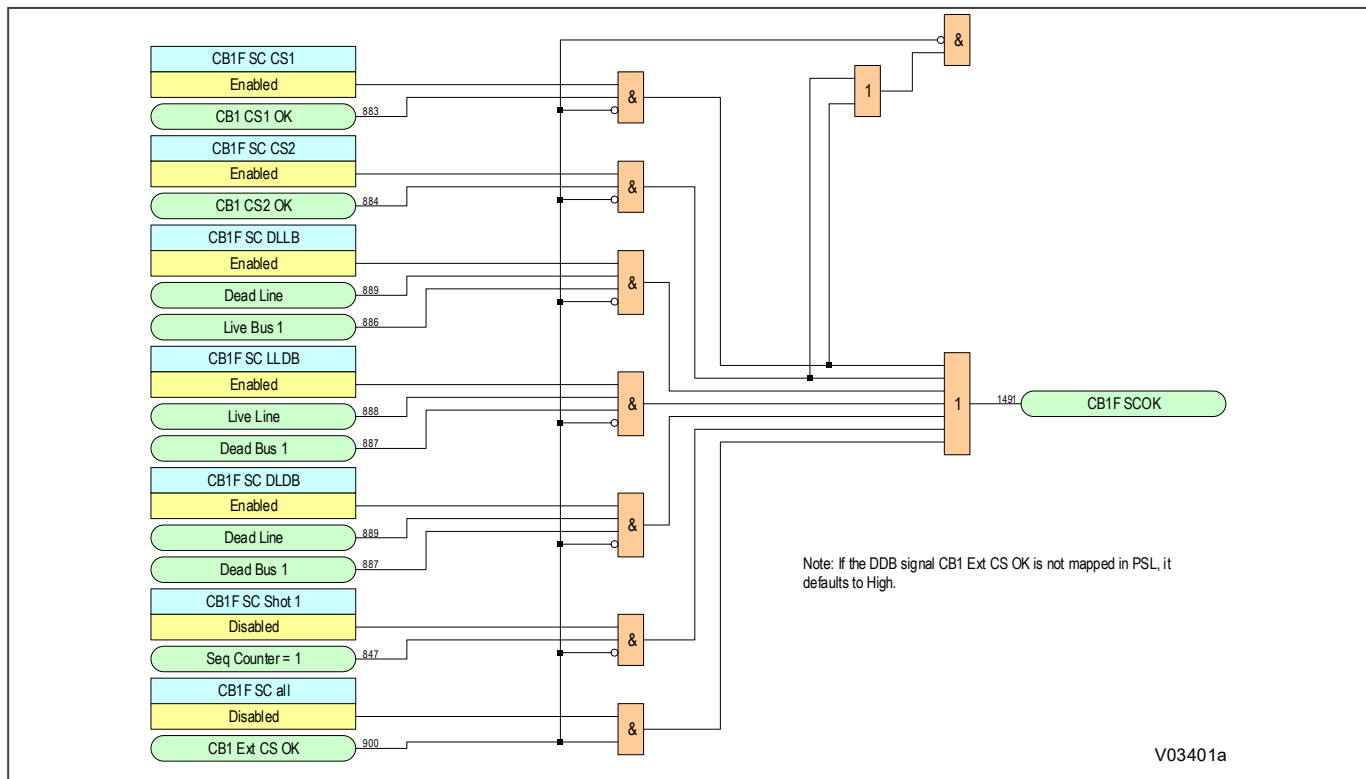 &
CB1F SC CS1
Enabled
CB1 CS1 OK
883
&
1
CB1F SC CS2
Enabled
CB1 CS2 OK
884
&
CB1F SC DLLB
Enabled
Dead Line
889
Live Bus 1
886
&
CB1F SC LLDB
Enabled
Live Line
888
Dead Bus 1
887
&
1
1491
CB1F SCOK
CB1F SC DLDB
Enabled
Dead Line
889
Dead Bus 1
887
&
Note: If the DDB signal CB1 Ext CS OK is not mapped in PSL, it
defaults to High.
CB1F SC Shot 1
Disabled
Seq Counter = 1
847
&
CB1F SC all
Disabled
CB1 Ext CS OK
900
&
V03401a